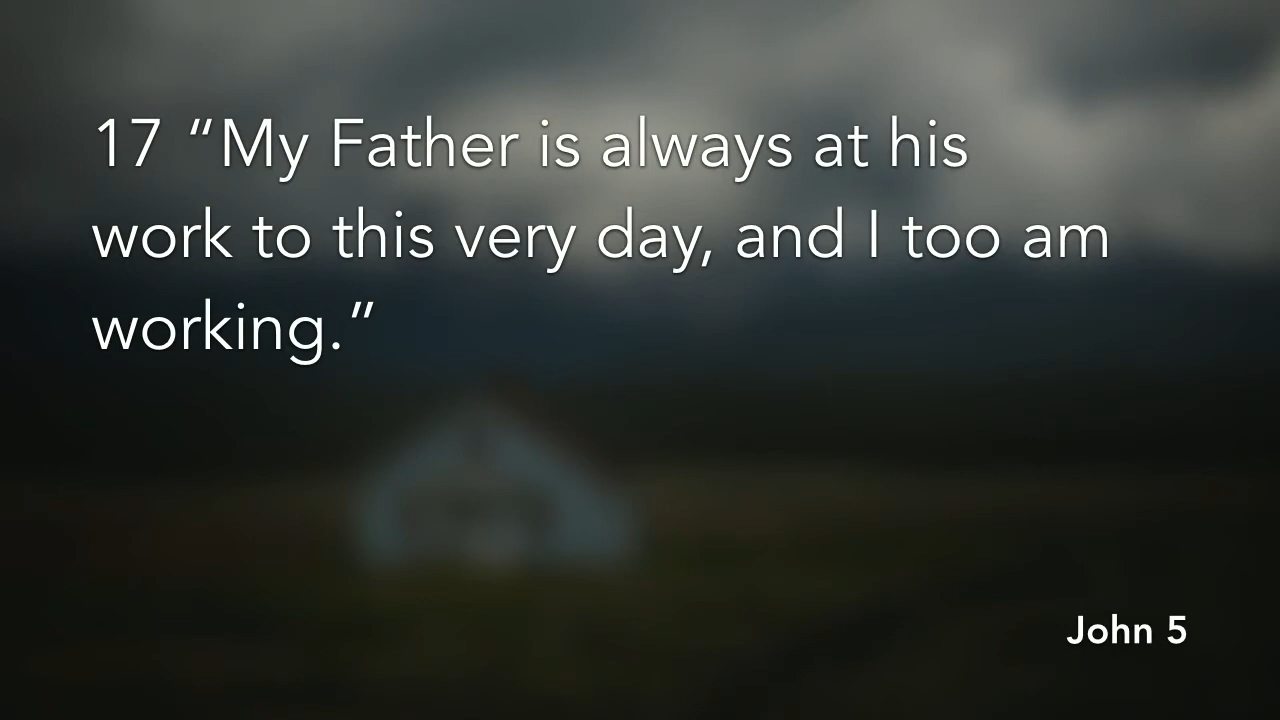 17 “My Father is always at his
work to this very day, and I too am
working.”
John 5